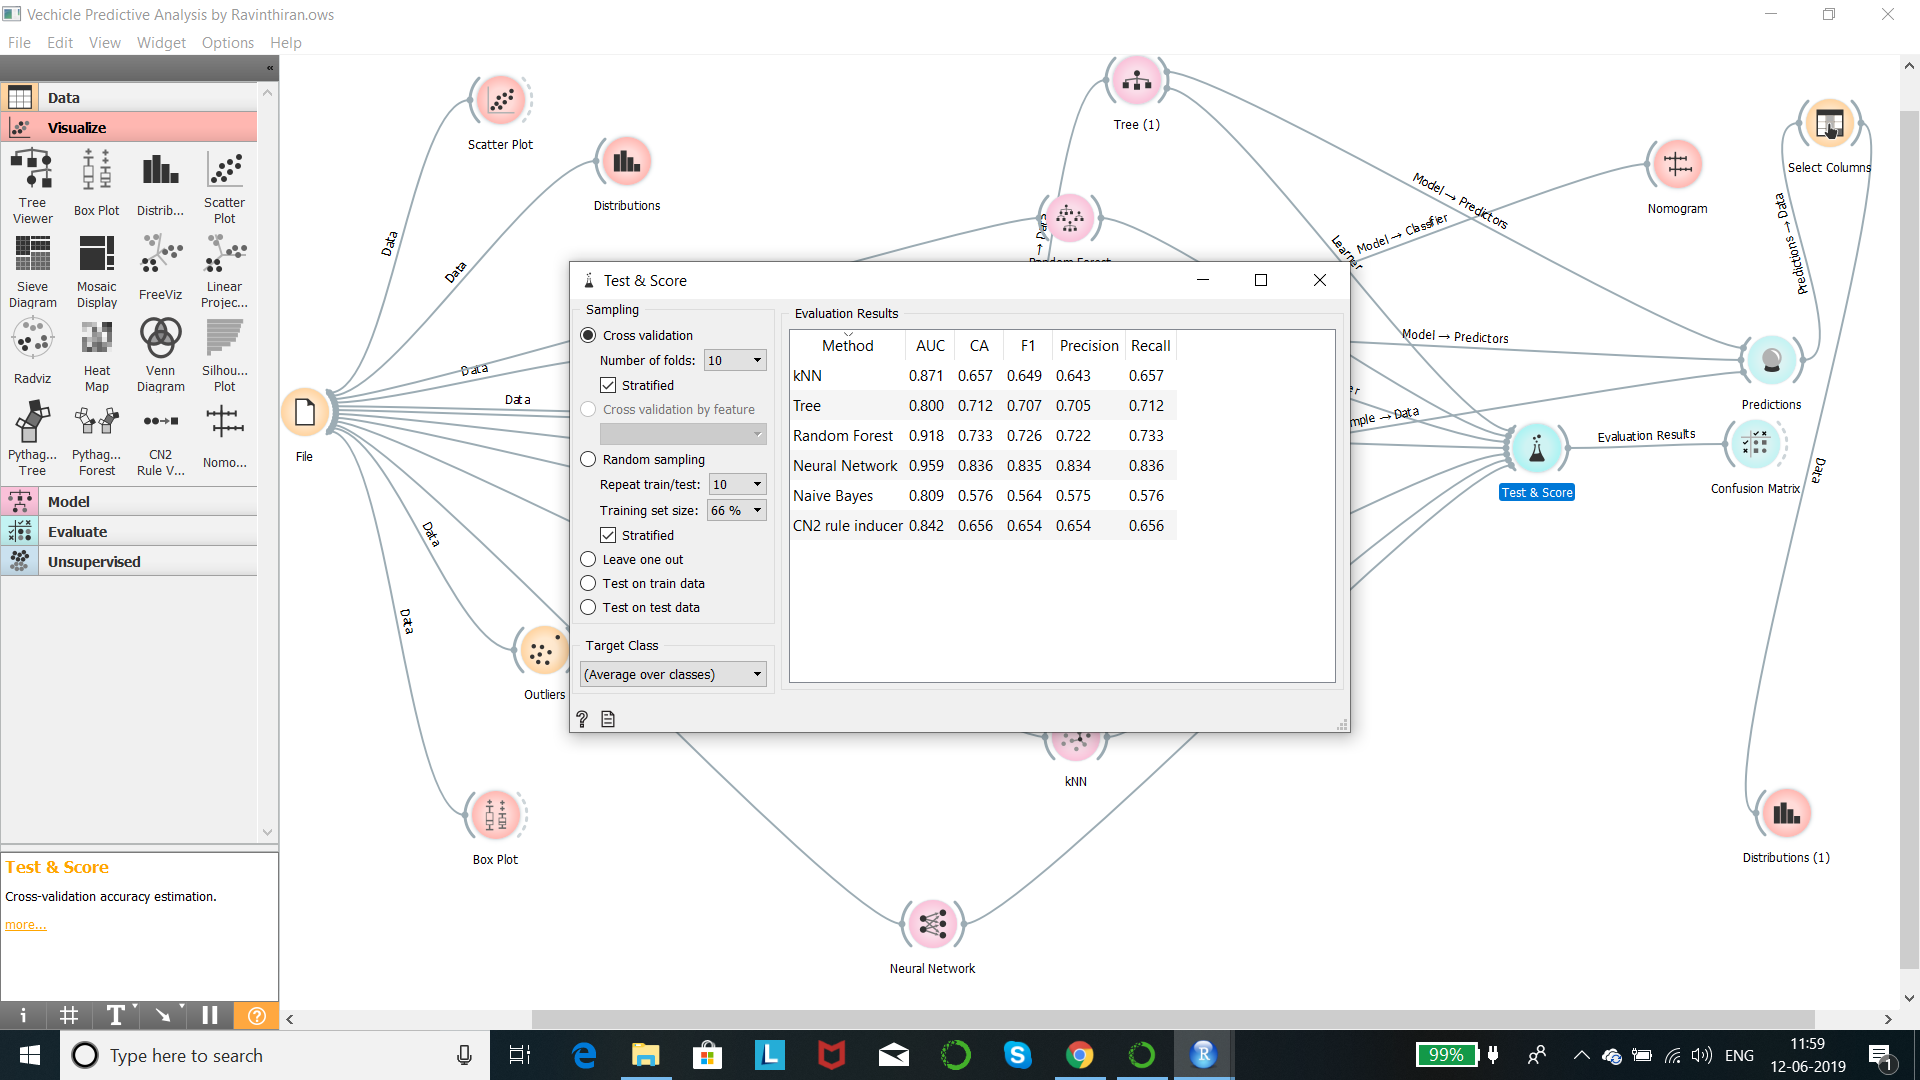 Vechicle Predictive Analysis by Ravinthiran.ows
File Edit View Widget Options Help
Data
Visualize
Tree Viewer
Box Plot
Distrib...
Scatter Plot
Sieve Diagram
Mosaic Display
FreeViz
Linear Projec...
Radviz
Heat Map
Venn Diagram
Silhou... Plot
Pythag... Tree
Pythag... Forest
CN2 Rule V...
Nomo...
Model
Evaluate
Unsupervised
Test & Score
Cross-validation accuracy estimation.
more...
Scatter Plot
Distributions
Data
Data
Data
Data
Data
Data
File
Outliers
Box Plot
Tree (1)
→ Data
Random Forest
Model → Predictors
Learner
Model → Classifier
Nomogram
Select Columns
Predictions → Data
Model → Predictors
Predictions
mple → Data
Evaluation Results
Test & Score
Confusion Matrix
Data
Distributions (1)
kNN
Neural Network
Test & Score
Sampling
Cross validation
Number of folds: 10
Stratified
Cross validation by feature
Random sampling
Repeat train/test: 10
Training set size: 66 %
Stratified
Leave one out
Test on train data
Test on test data
Target Class
(Average over classes)
Evaluation Results
Method AUC CA F1 Precision Recall
kNN 0.871 0.657 0.649 0.643 0.657
Tree 0.800 0.712 0.707 0.705 0.712
Random Forest 0.918 0.733 0.726 0.722 0.733
Neural Network 0.959 0.836 0.835 0.834 0.836
Naive Bayes 0.809 0.576 0.564 0.575 0.576
CN2 rule inducer 0.842 0.656 0.654 0.654 0.656
Type here to search
99%
ENG
11:59
12-06-2019
1